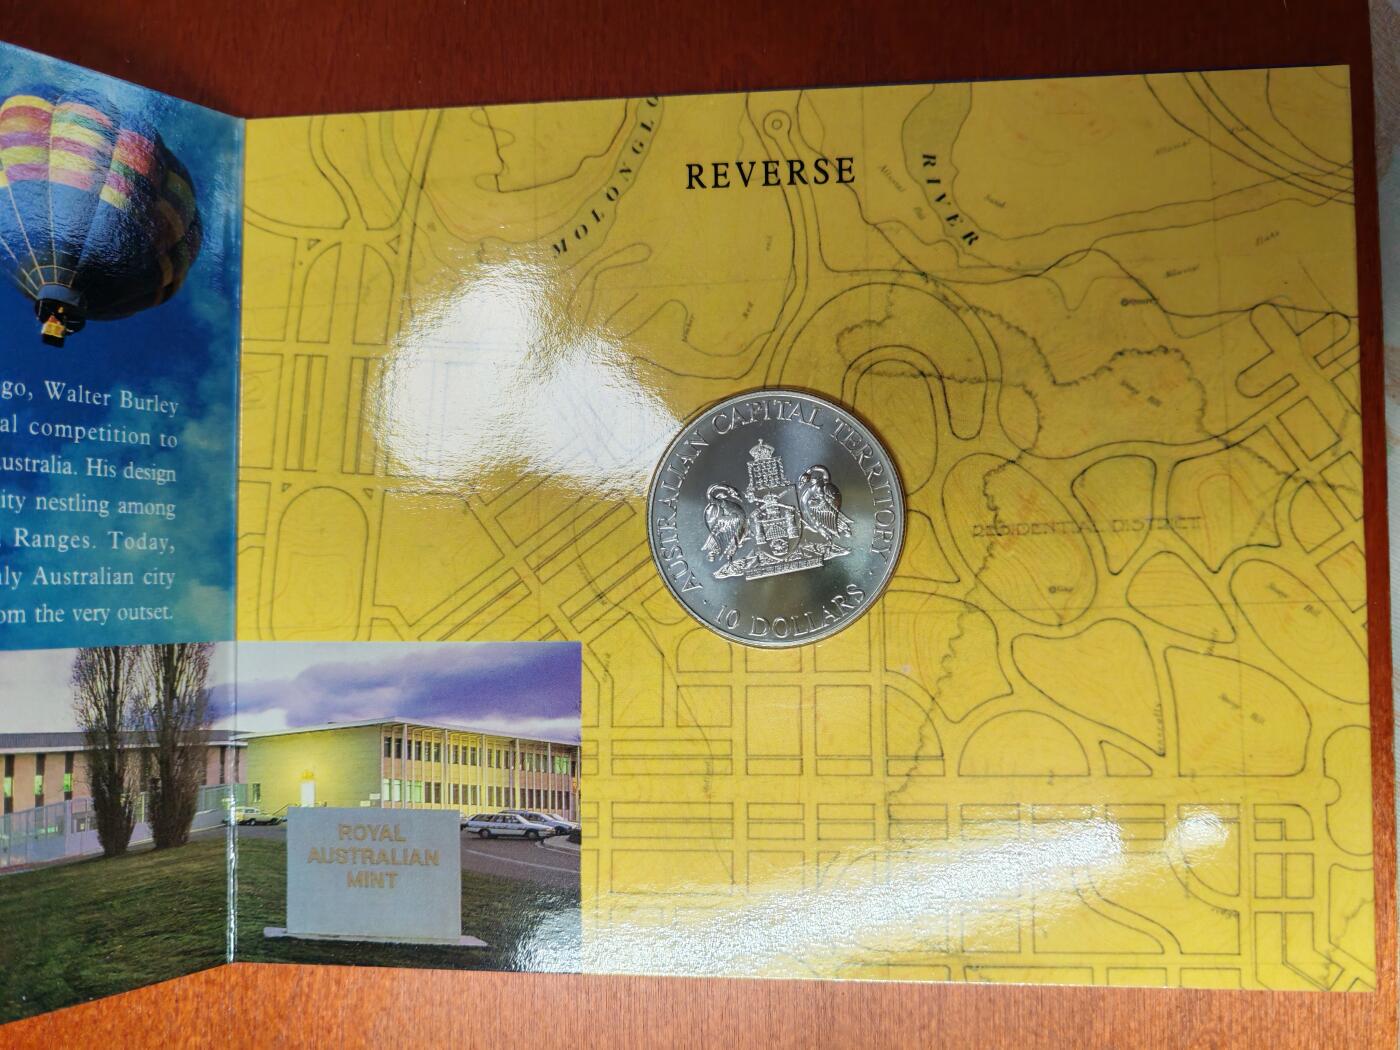 REVERSE
MOLONGLO
RIVER
go, Walter Burley
al competition to
ustralia. His design
ity nestling among
Ranges. Today,
ly Australian city
om the very outset.
AUSTRALIAN CAPITAL TERRITORY
10 DOLLARS
RESIDENTIAL DISTRICT
ROYAL
AUSTRALIAN
MINT